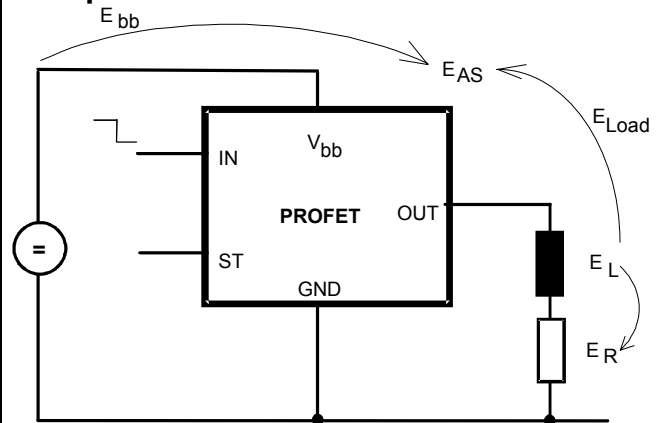 E bb
E AS
E Load
V bb
IN
PROFET
OUT
=
ST
E L
GND
E R